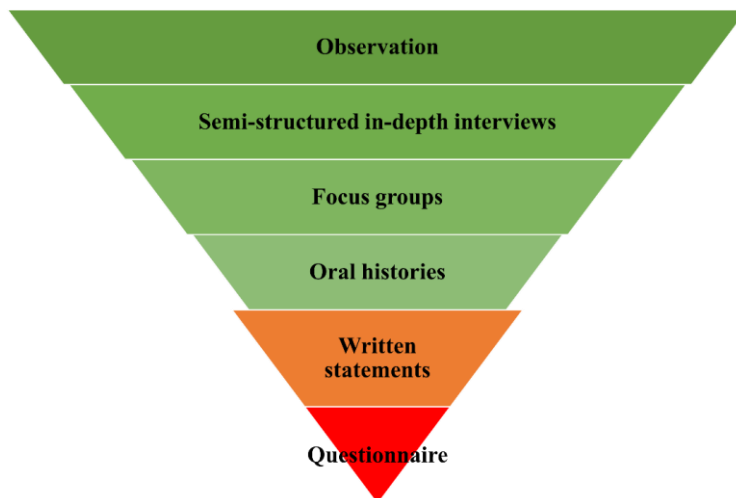 Observation
Semi-structured in-depth interviews
Focus groups
Oral histories
Written
statements
Questionnaire